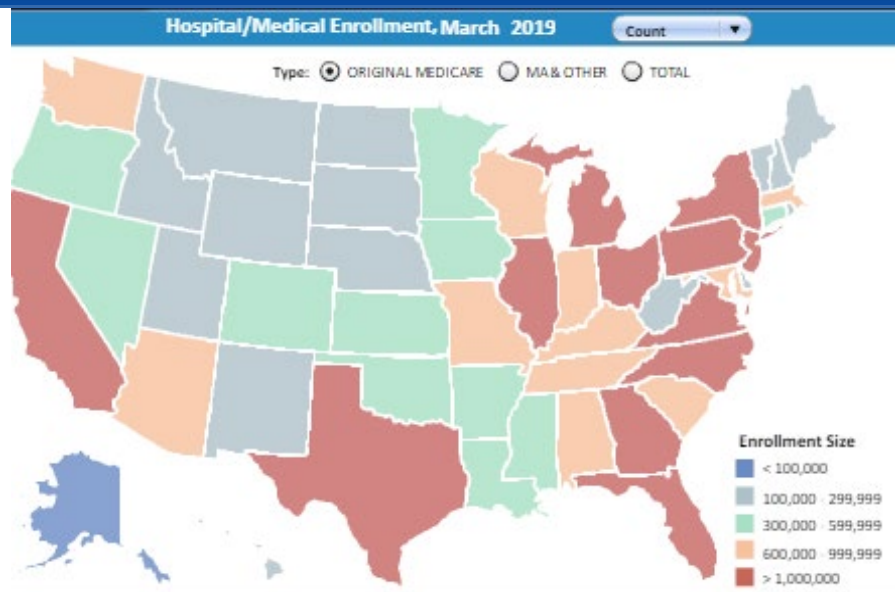 Hospital/Medical Enrollment, March 2019
Count
Type: ORIGINAL MEDICARE MA & OTHER TOTAL
Enrollment Size
< 100,000
100,000 - 299,999
300,000 - 599,999
600,000 - 999,999
> 1,000,000